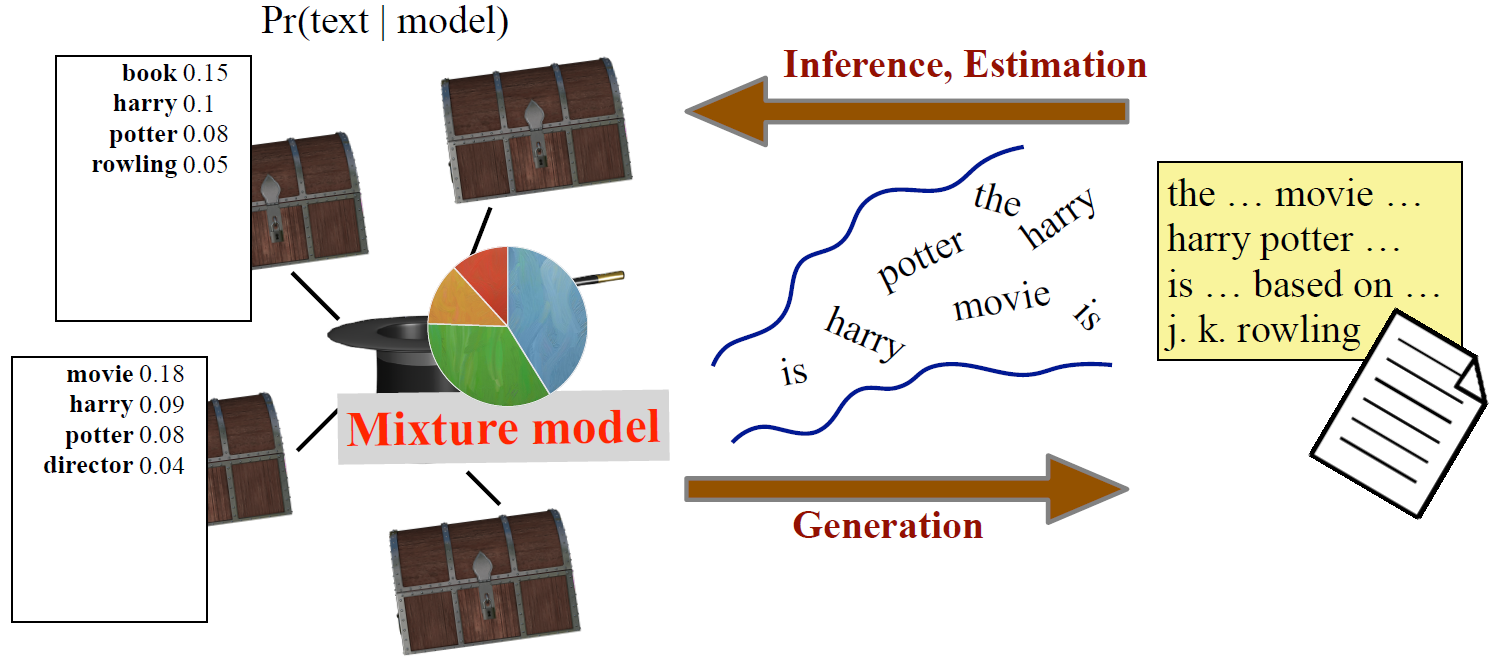 Pr(text | model)
book 0.15
harry 0.1
potter 0.08
rowling 0.05
movie 0.18
harry 0.09
potter 0.08
director 0.04
Mixture model
Inference, Estimation
the
harry
potter
movie
is
harry
is
Generation
the … movie …
harry potter …
is … based on …
j. k. rowling